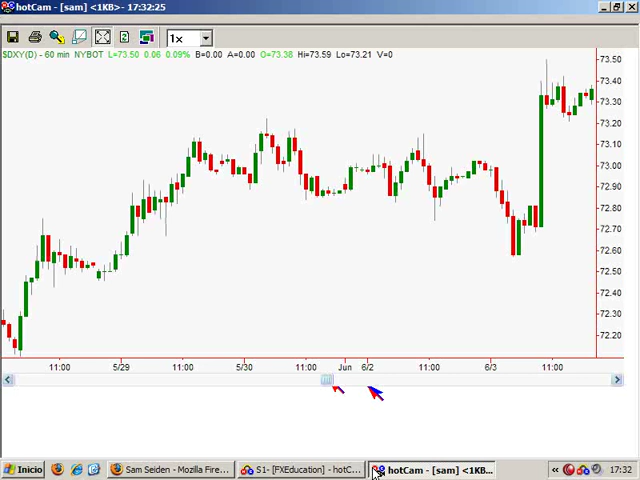 hotCam - [sam] <1KB> - 17:32:25
1x
$DXY(D) - 60 min NYBOT L=73.50 0.06 0.09% B=0.00 A=0.00 O=73.38 Hi=73.59 Lo=73.21 V=0
73.50
73.40
73.30
73.20
73.10
73.00
72.90
72.80
72.70
72.60
72.50
72.40
72.30
72.20
11:00 5/29 11:00 5/30 11:00 Jun 6/2 11:00 6/3 11:00
Inicio Sam Seiden - Mozilla Fire... S1- [FXEducation] - hotC... hotCam - [sam] <1KB... « 17:32